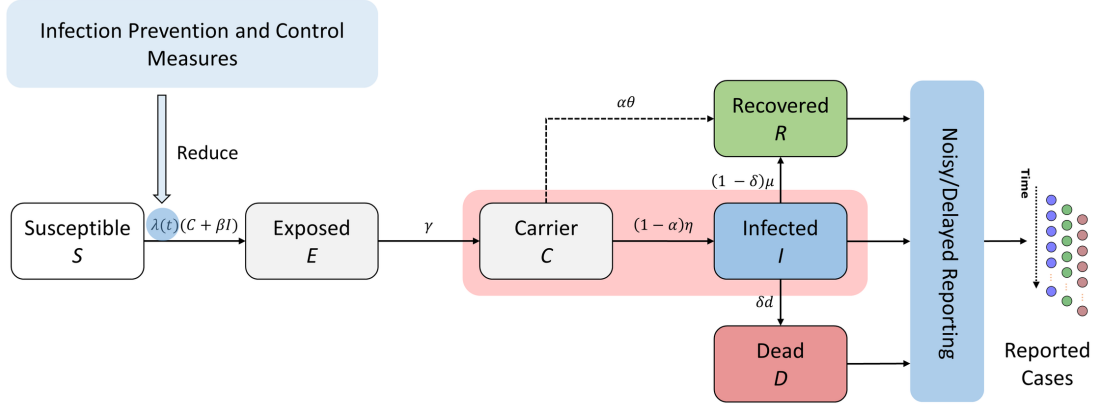 Infection Prevention and Control
Measures
Reduce
Susceptible
S
λ(t)(C + βI)
Exposed
E
γ
Carrier
C
αθ
(1 − α)η
Recovered
R
(1 − δ)μ
Infected
I
δd
Dead
D
Noisy/Delayed Reporting
Time
Reported
Cases